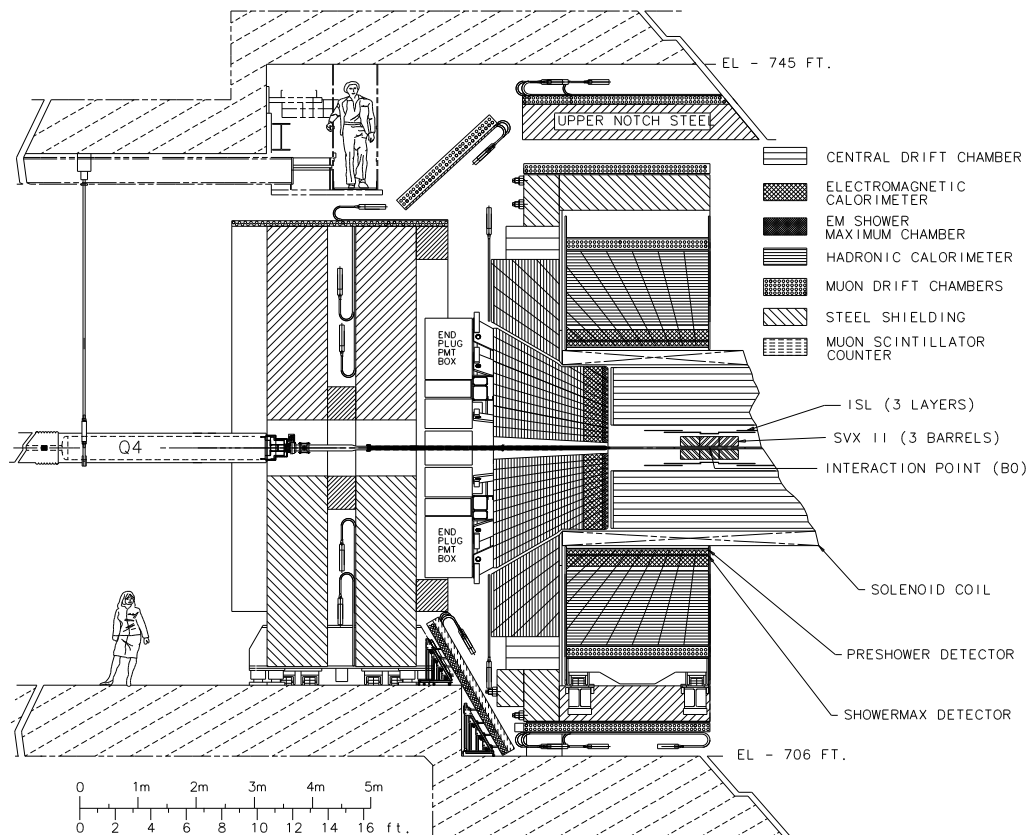 EL - 745 FT.
UPPER NOTCH STEEL
CENTRAL DRIFT CHAMBER
ELECTROMAGNETIC
CALORIMETER
EM SHOWER
MAXIMUM CHAMBER
HADRONIC CALORIMETER
MUON DRIFT CHAMBERS
STEEL SHIELDING
MUON SCINTILLATOR
COUNTER
END
PLUG
PMT
BOX
ISL (3 LAYERS)
Q4
SVX II (3 BARRELS)
INTERACTION POINT (B0)
END
PLUG
PMT
BOX
SOLENOID COIL
PRESHOWER DETECTOR
SHOWERMAX DETECTOR
EL - 706 FT.
0 1m 2m 3m 4m 5m
0 2 4 6 8 10 12 14 16 ft.